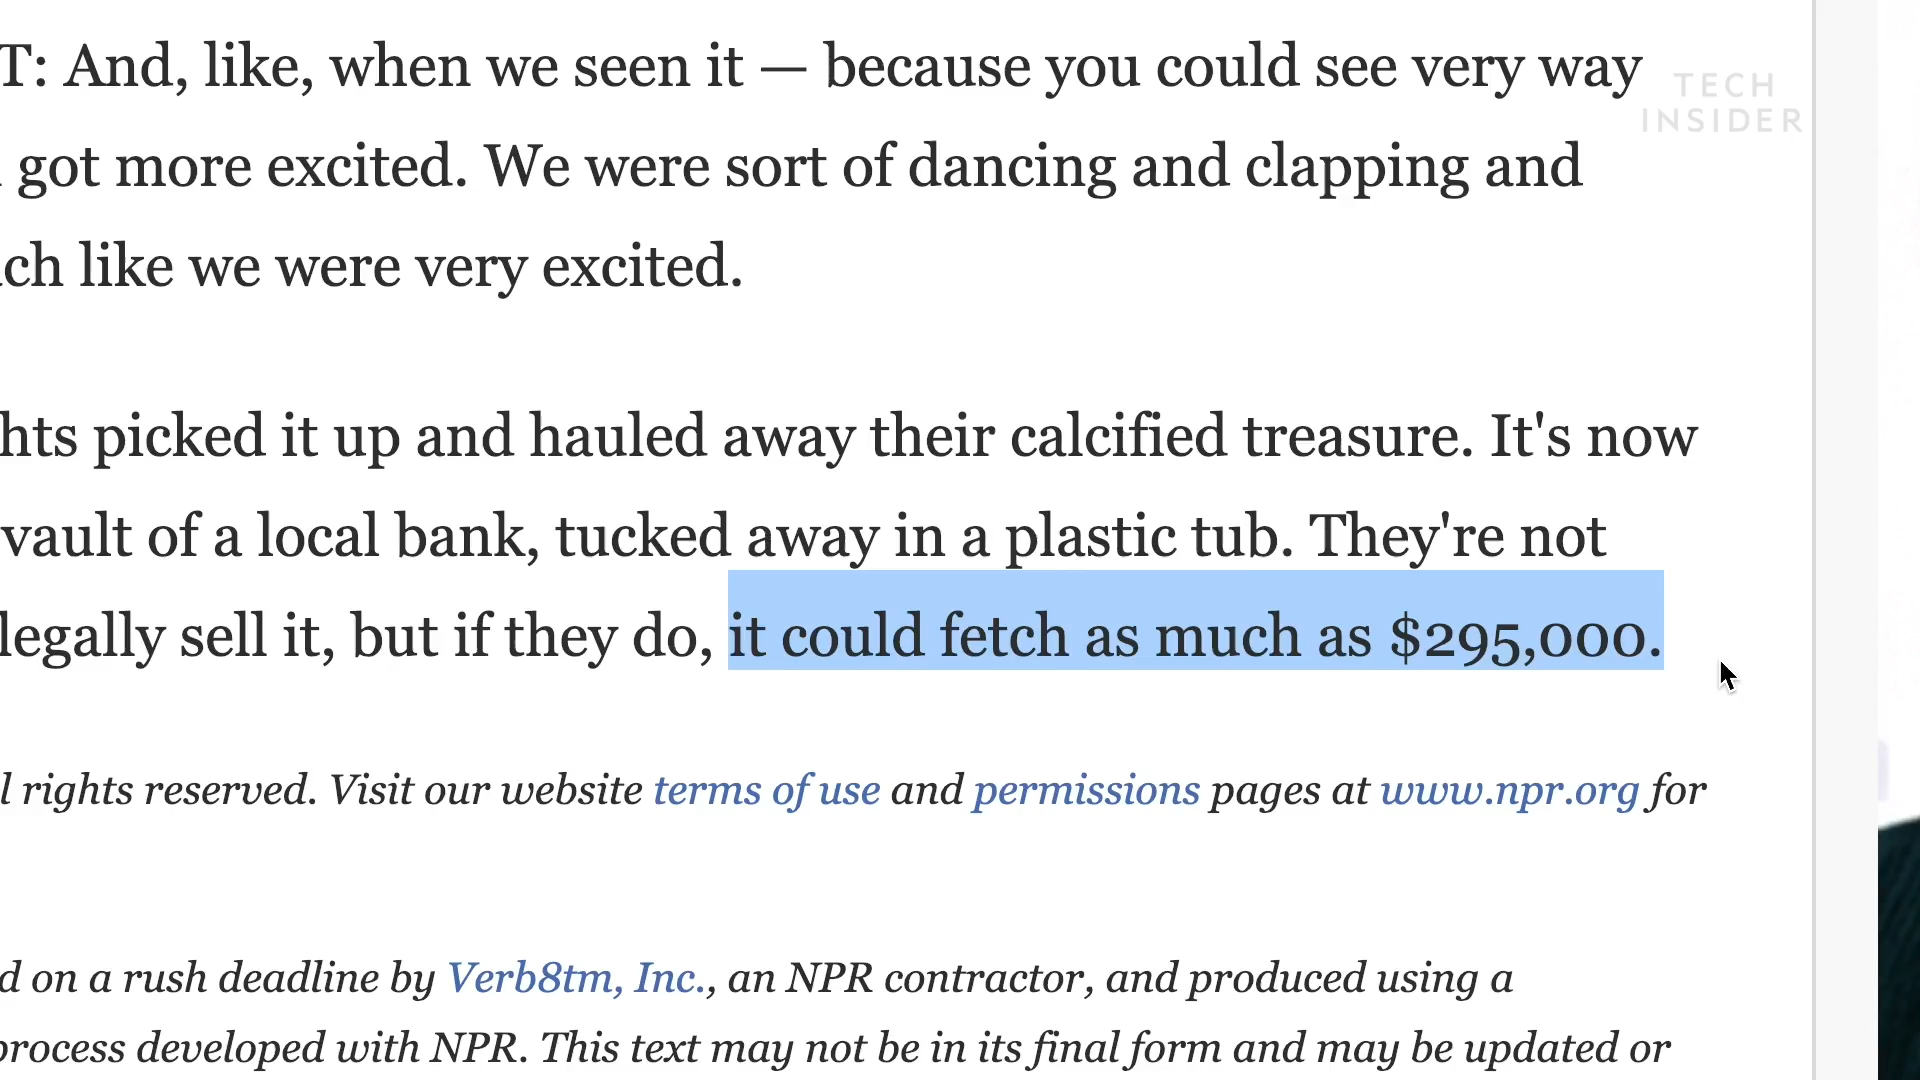 T: And, like, when we seen it — because you could see very way
TECH
INSIDER
got more excited. We were sort of dancing and clapping and
ch like we were very excited.
hts picked it up and hauled away their calcified treasure. It's now
vault of a local bank, tucked away in a plastic tub. They're not
legally sell it, but if they do, it could fetch as much as $295,000.
l rights reserved. Visit our website terms of use and permissions pages at www.npr.org for
d on a rush deadline by Verb8tm, Inc., an NPR contractor, and produced using a
process developed with NPR. This text may not be in its final form and may be updated or